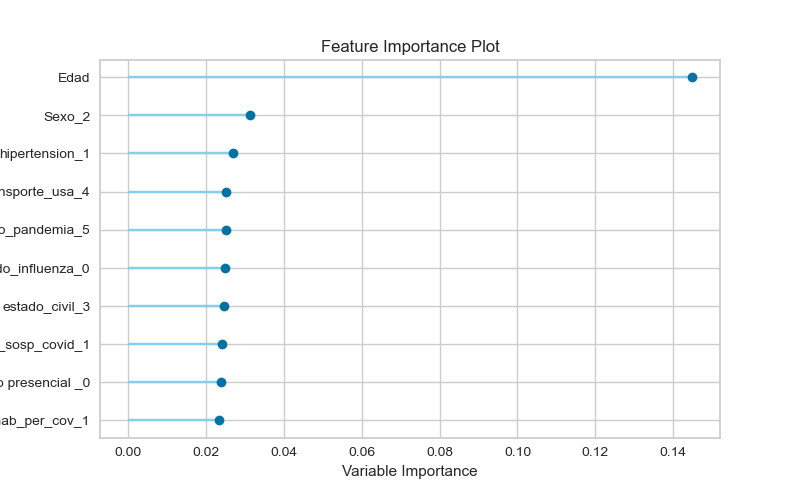 Feature Importance Plot
Edad
Sexo_2
hipertension_1
nsporte_usa_4
o_pandemia_5
do_influenza_0
estado_civil_3
_sosp_covid_1
o presencial _0
hab_per_cov_1
0.00 0.02 0.04 0.06 0.08 0.10 0.12 0.14
Variable Importance